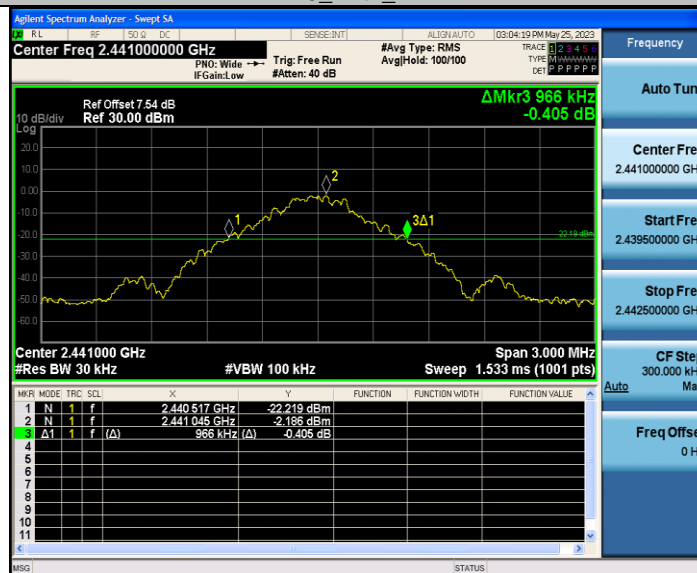 Agilent Spectrum Analyzer - Swept SA
RL RF 50 Ω DC SENSE:INT ALIGN AUTO 03:04:19 PM May 25, 2023
Center Freq 2.441000000 GHz
PNO: Wide
IFGain:Low
Trig: Free Run
#Atten: 40 dB
#Avg Type: RMS
Avg|Hold: 100/100
TRACE 1 2 3 4 5 6
TYPE M
DET P P P P P P
Frequency
Auto Tun
Center Fre
2.441000000 GH
Start Fre
2.439500000 GH
Stop Fre
2.442500000 GH
CF Ste
300.000 kH
Auto Ma
Freq Offse
0 H
ΔMkr3 966 kHz
-0.405 dB
Ref Offset 7.54 dB
10 dB/div Ref 30.00 dBm
Log
20.0
10.0
0.00
-10.0
-20.0
-30.0
-40.0
-50.0
-60.0
1
2
3Δ1
-22.19 dBm
Center 2.441000 GHz Span 3.000 MHz
#Res BW 30 kHz #VBW 100 kHz Sweep 1.533 ms (1001 pts)
MKR MODE TRC SCL X Y FUNCTION FUNCTION WIDTH FUNCTION VALUE
1 N 1 f 2.440 517 GHz -22.219 dBm
2 N 1 f 2.441 045 GHz -2.186 dBm
3 Δ1 1 f (Δ) 966 kHz (Δ) -0.405 dB
4
5
6
7
8
9
10
11
MSG STATUS